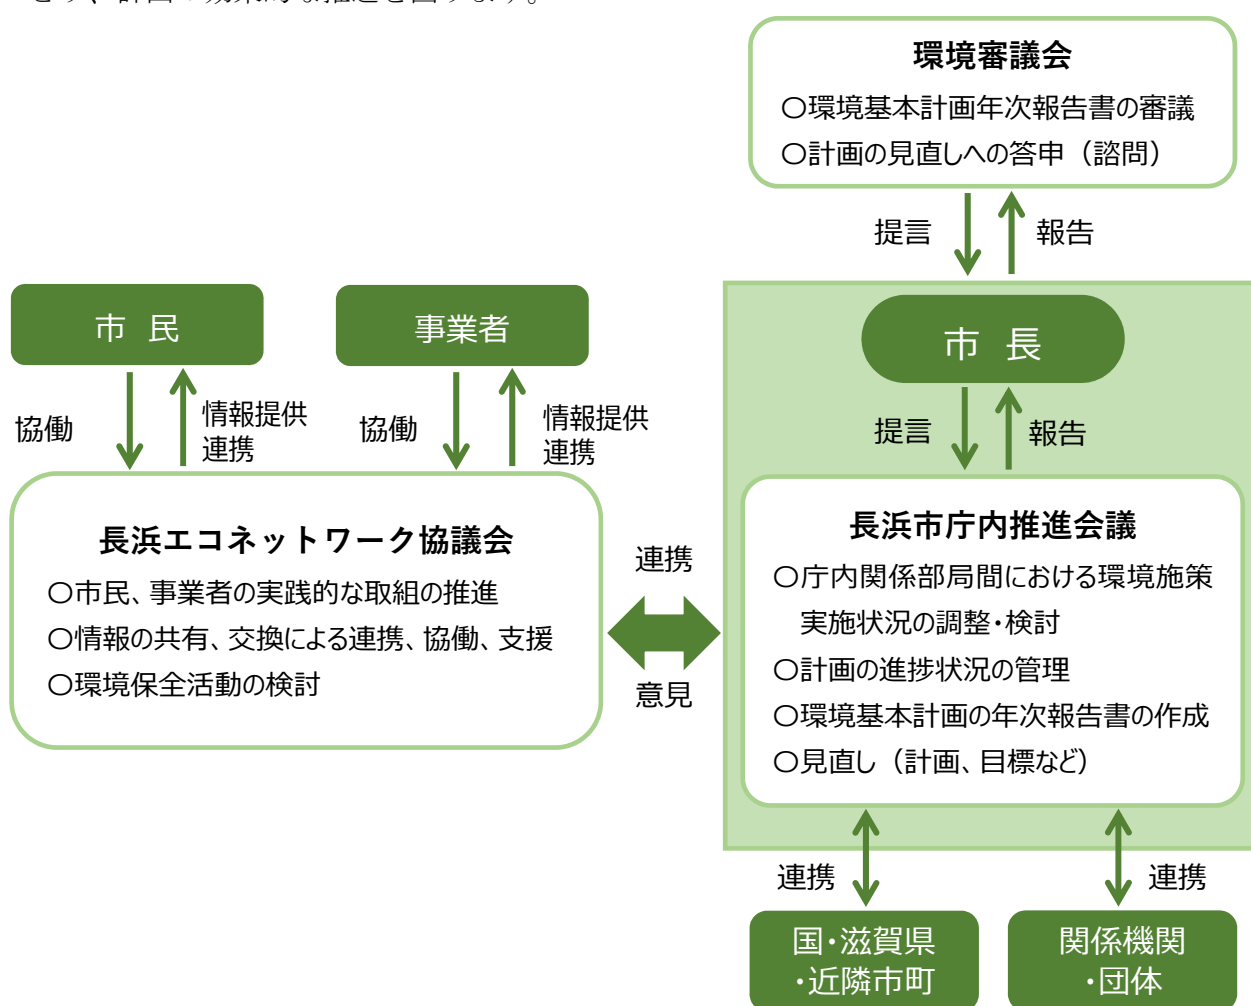 環境審議会
〇環境基本計画年次報告書の審議
〇計画の見直しへの答申（諮問）
提言
報告
市 民
事業者
市 長
協働
情報提供
連携
協働
情報提供
連携
提言
報告
長浜エコネットワーク協議会
〇市民、事業者の実践的な取組の推進
〇情報の共有、交換による連携、協働、支援
〇環境保全活動の検討
連携
意見
長浜市庁内推進会議
〇庁内関係部局間における環境施策
実施状況の調整・検討
〇計画の進捗状況の管理
〇環境基本計画の年次報告書の作成
〇見直し（計画、目標など）
連携
連携
国・滋賀県
・近隣市町
関係機関
・団体